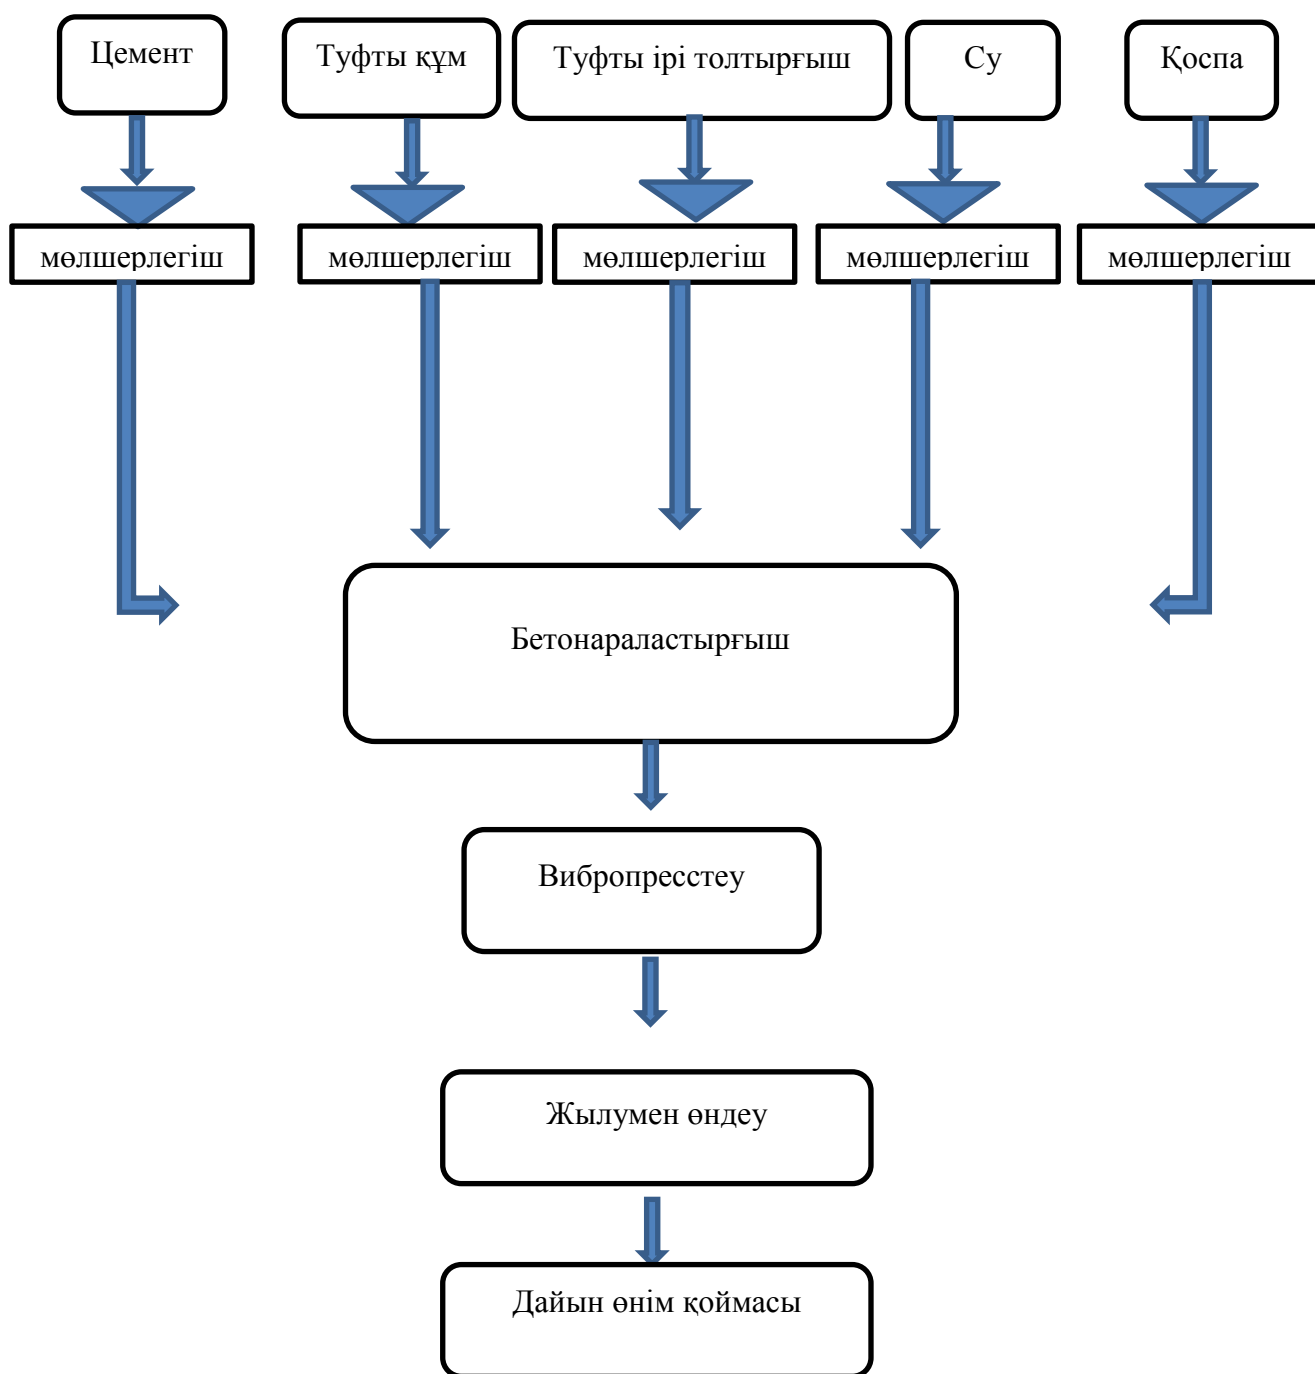 Цемент
Туфты құм
Туфты ірі толтырғыш
Су
Қоспа
мөлшерлегіш
мөлшерлегіш
мөлшерлегіш
мөлшерлегіш
мөлшерлегіш
Бетонараластырғыш
Вибропресстеу
Жылумен өндеу
Дайын өнім қоймасы